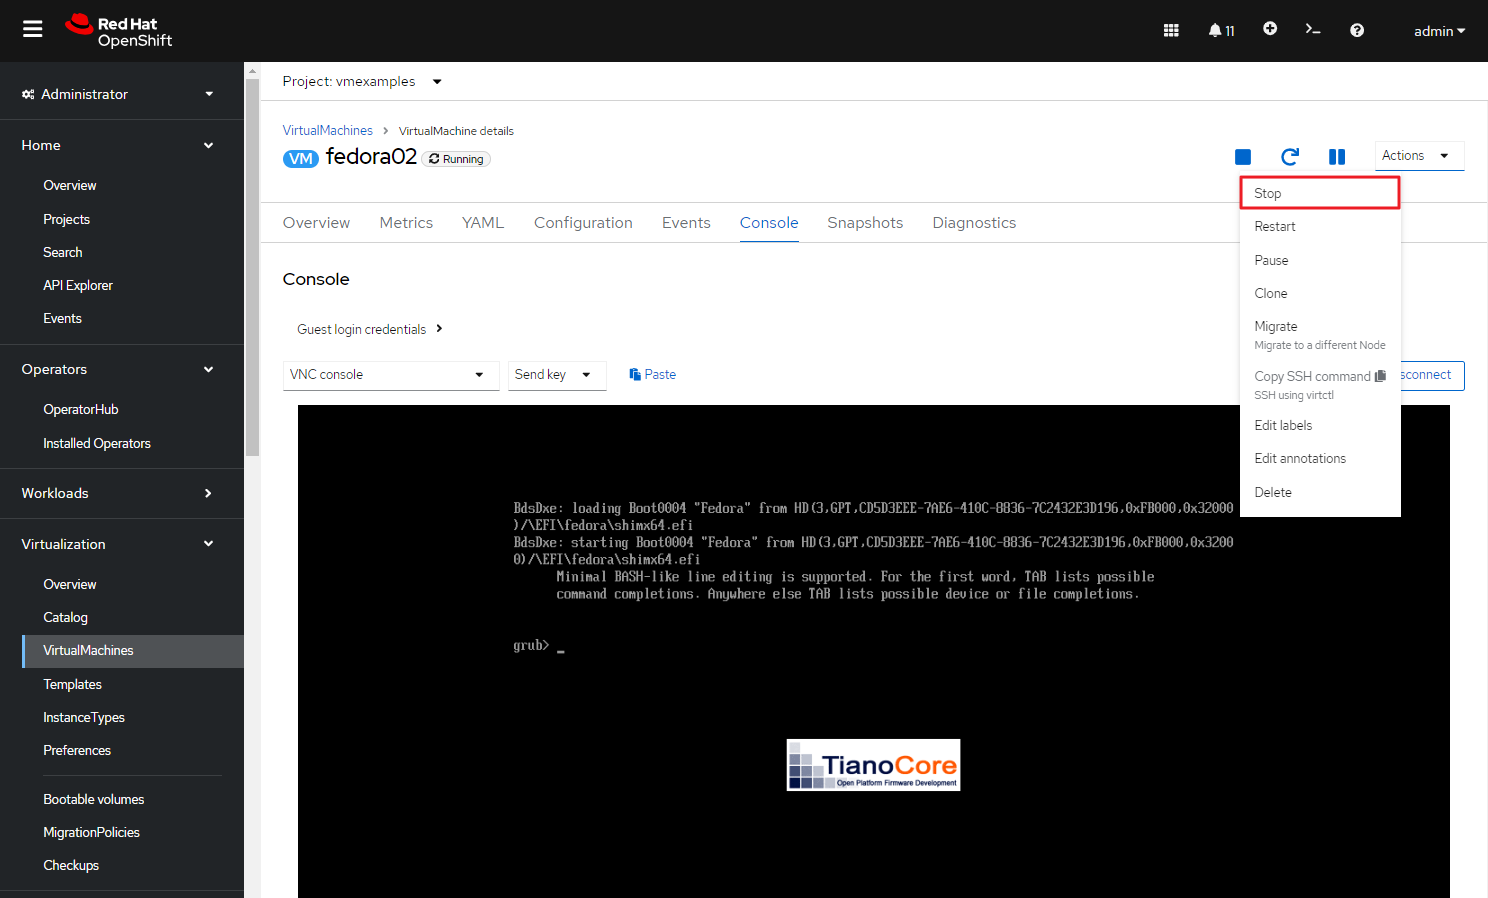 Red Hat
OpenShift
11
admin
Administrator
Home
Overview
Projects
Search
API Explorer
Events
Operators
OperatorHub
Installed Operators
Workloads
Virtualization
Overview
Catalog
VirtualMachines
Templates
InstanceTypes
Preferences
Bootable volumes
MigrationPolicies
Checkups
Project: vmexamples
VirtualMachines
VirtualMachine details
VM fedora02 Running
Actions
Stop
Restart
Pause
Clone
Migrate
Migrate to a different Node
Copy SSH command
SSH using virtctl
Edit labels
Edit annotations
Delete
Overview Metrics YAML Configuration Events Console Snapshots Diagnostics
Console
Guest login credentials
VNC console
Send key
Paste
sconnect
BdsDxe: loading Boot0004 "Fedora" from HD(3,GPT,CD5D3EEE-7AE6-410C-8836-7C2432E3D196,0xFB000,0x32000
)/\EFI\fedora\shimx64.efi
BdsDxe: starting Boot0004 "Fedora" from HD(3,GPT,CD5D3EEE-7AE6-410C-8836-7C2432E3D196,0xFB000,0x3200
0)/\EFI\fedora\shimx64.efi
Minimal BASH-like line editing is supported. For the first word, TAB lists possible
command completions. Anywhere else TAB lists possible device or file completions.
grub> _
TianoCore
Open Platform Firmware Development